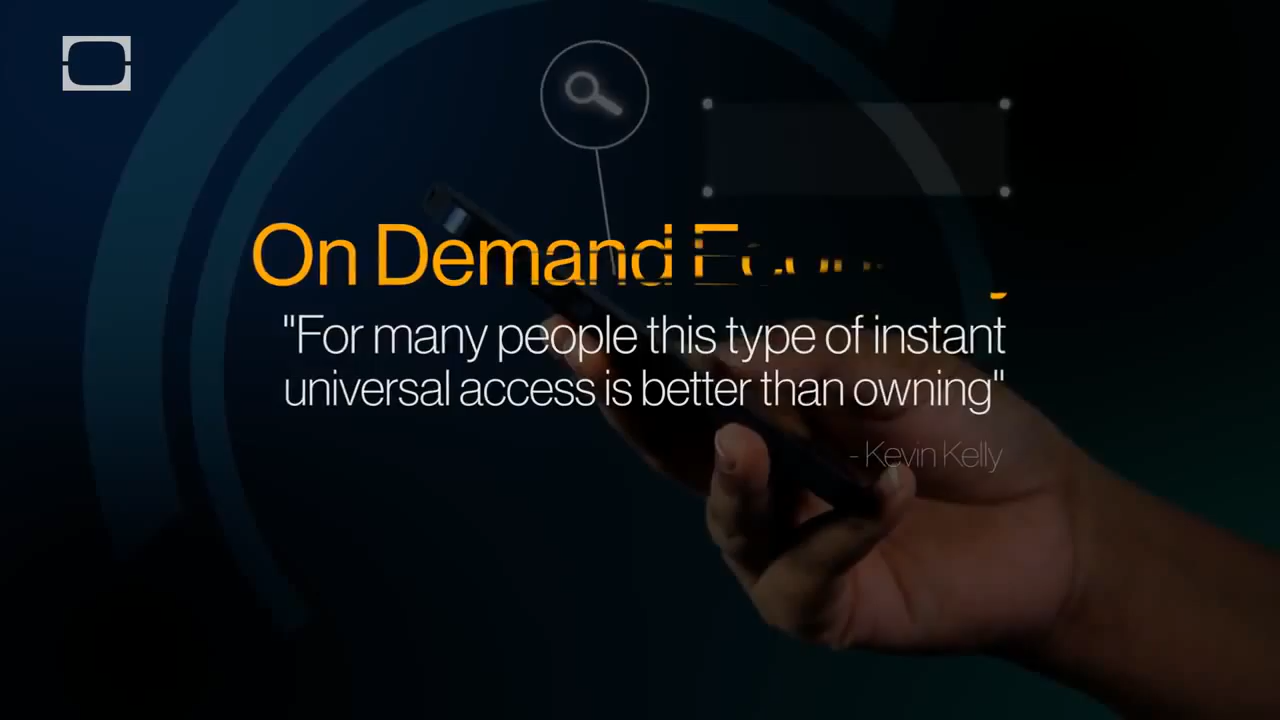 On Demand
"For many people this type of instant
universal access is better than owning"
- Kevin Kelly